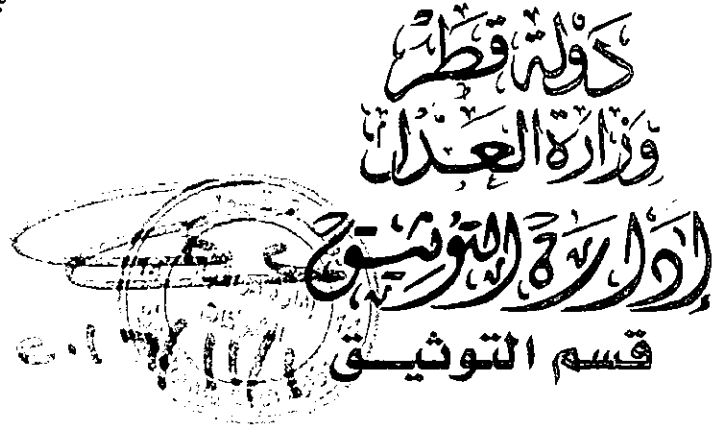 دولة قطر
وزارة العدل
إدارة التوثيق
قسم التوثيق